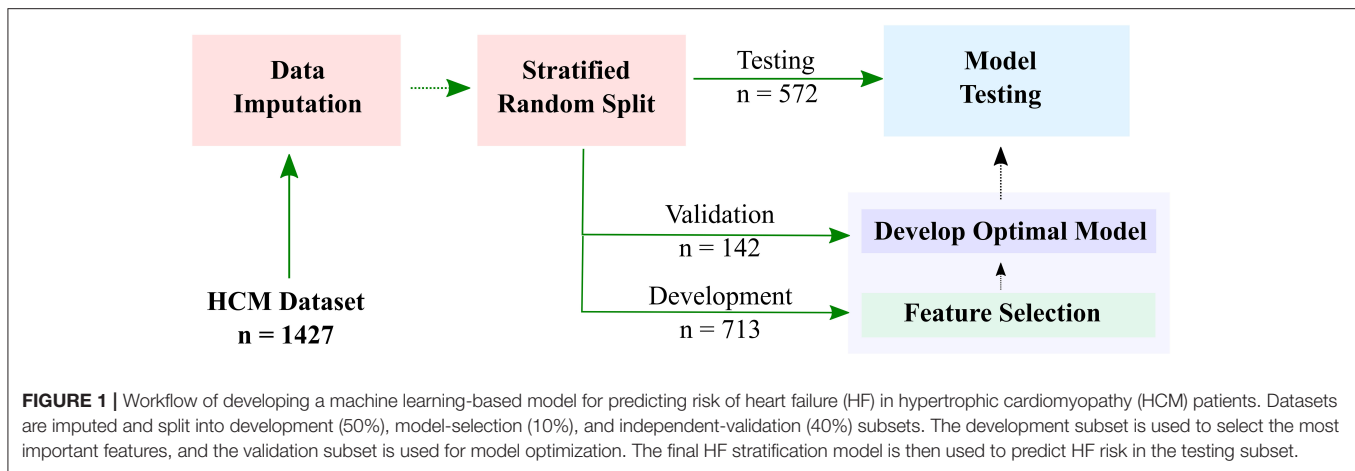 Data
Imputation
Stratified
Random Split
Testing
n = 572
Model
Testing
Validation
n = 142
Develop Optimal Model
HCM Dataset
n = 1427
Development
n = 713
Feature Selection
FIGURE 1 | Workflow of developing a machine learning-based model for predicting risk of heart failure (HF) in hypertrophic cardiomyopathy (HCM) patients. Datasets
are imputed and split into development (50%), model-selection (10%), and independent-validation (40%) subsets. The development subset is used to select the most
important features, and the validation subset is used for model optimization. The final HF stratification model is then used to predict HF risk in the testing subset.